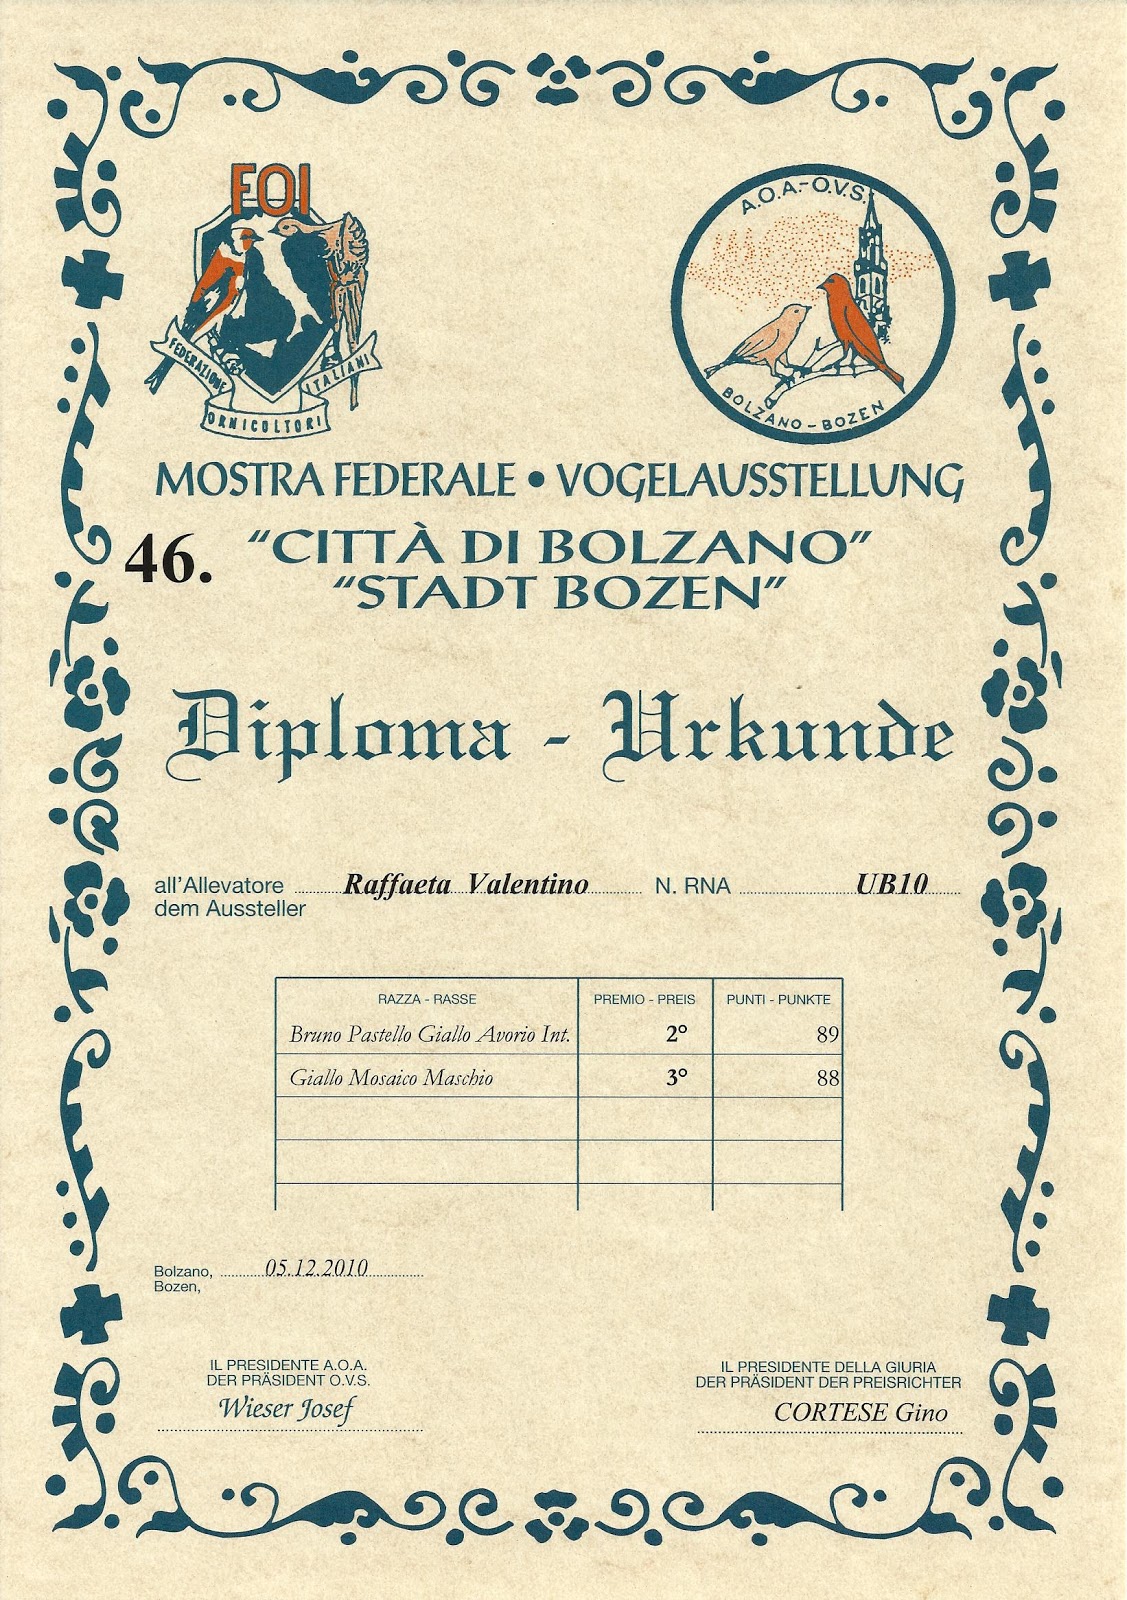 FOI
FEDERAZIONE
ORNICOLTORI
ITALIANI
A.O.A.-O.V.S.
BOLZANO-BOZEN
MOSTRA FEDERALE • VOGELAUSSTELLUNG
46. "CITTÀ DI BOLZANO"
"STADT BOZEN"
Diploma - Urkunde
all'Allevatore Raffaeta Valentino N. RNA UB10
dem Aussteller
RAZZA - RASSE PREMIO - PREIS PUNTI - PUNKTE
Bruno Pastello Giallo Avorio Int. 2° 89
Giallo Mosaico Maschio 3° 88
Bolzano, 05.12.2010
Bozen,
IL PRESIDENTE A.O.A.
DER PRÄSIDENT O.V.S.
Wieser Josef
IL PRESIDENTE DELLA GIURIA
DER PRÄSIDENT DER PREISRICHTER
CORTESE Gino